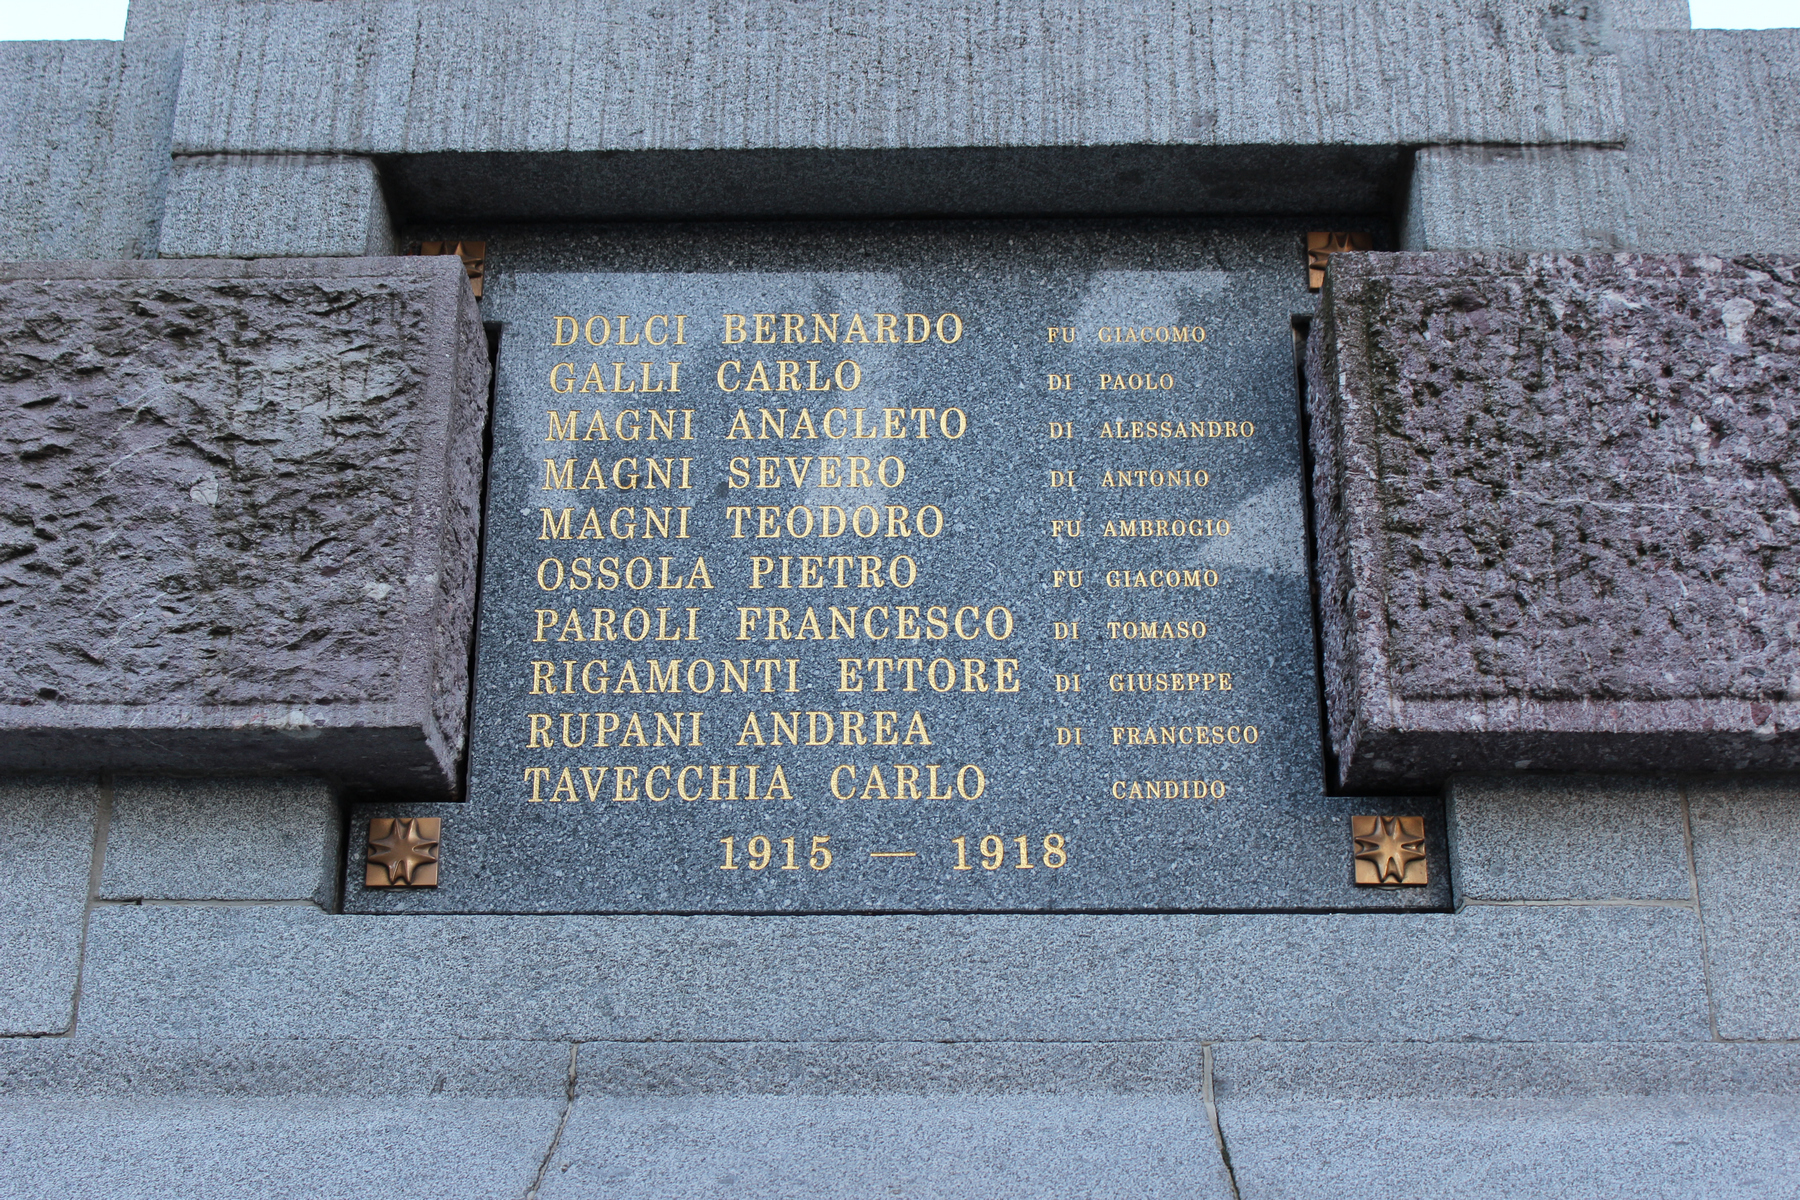 DOLCI BERNARDO FU GIACOMO
GALLI CARLO DI PAOLO
MAGNI ANACLETO DI ALESSANDRO
MAGNI SEVERO DI ANTONIO
MAGNI TEODORO FU AMBROGIO
OSSOLA PIETRO FU GIACOMO
PAROLI FRANCESCO DI TOMASO
RIGAMONTI ETTORE DI GIUSEPPE
RUPANI ANDREA DI FRANCESCO
TAVECCHIA CARLO CANDIDO
1915 — 1918